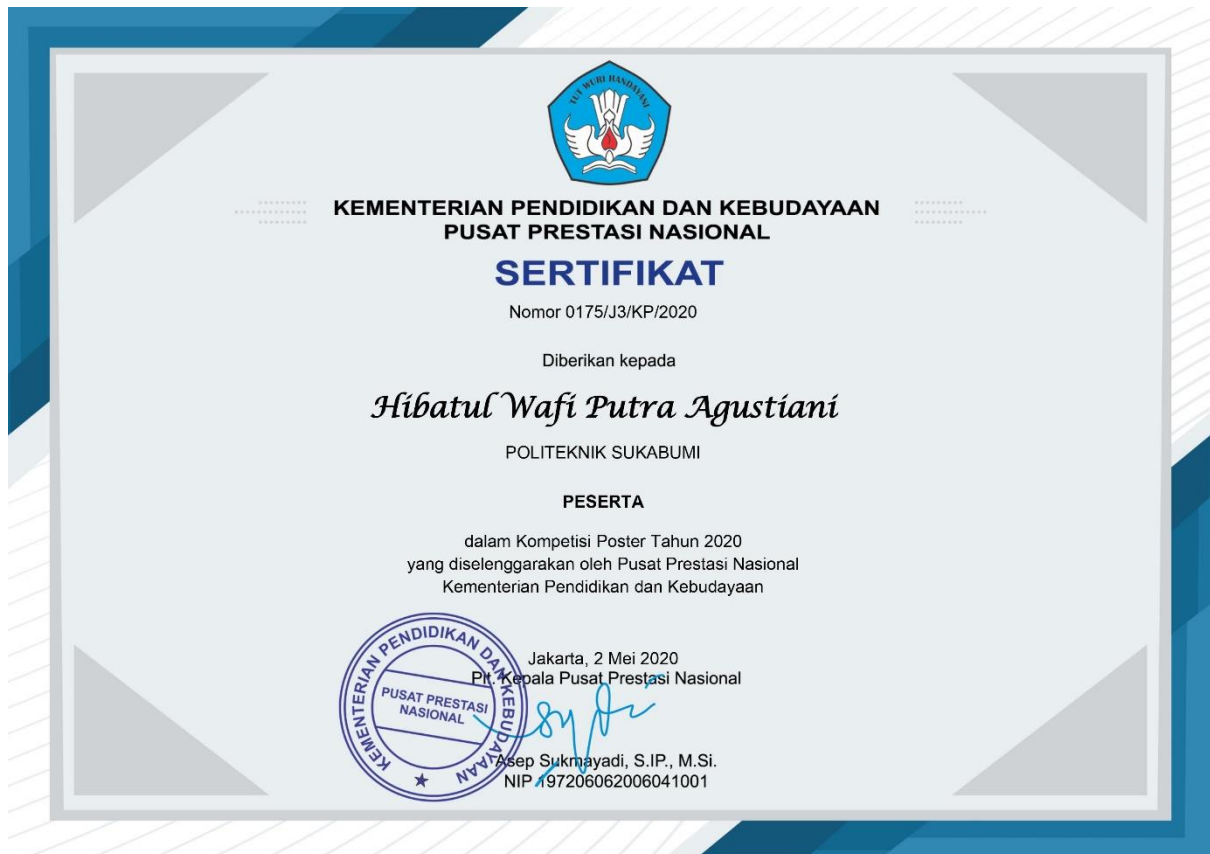 TUT WURI HANDAYANI
KEMENTERIAN PENDIDIKAN DAN KEBUDAYAAN
PUSAT PRESTASI NASIONAL
SERTIFIKAT
Nomor 0175/J3/KP/2020
Diberikan kepada
Hibatul Wafi Putra Agustiani
POLITEKNIK SUKABUMI
PESERTA
dalam Kompetisi Poster Tahun 2020
yang diselenggarakan oleh Pusat Prestasi Nasional
Kementerian Pendidikan dan Kebudayaan
Jakarta, 2 Mei 2020
Plt. Kepala Pusat Prestasi Nasional
KEMENTERIAN PENDIDIKAN DAN KEBUDAYAAN
PUSAT PRESTASI
NASIONAL
Asep Sukmayadi, S.IP., M.Si.
NIP 197206062006041001